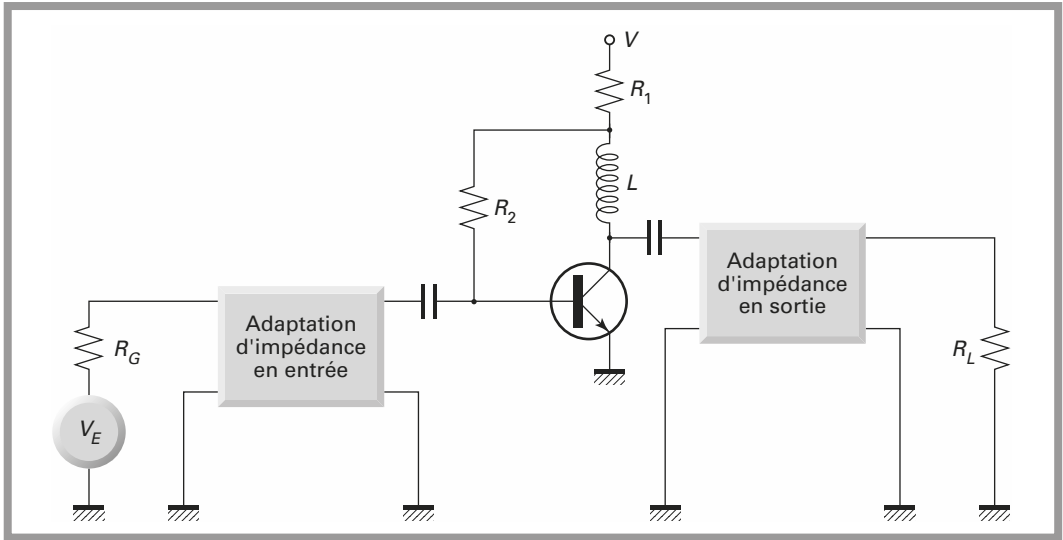 V
R1
L
R2
Adaptation
d'impédance
en sortie
Adaptation
d'impédance
en entrée
RG
RL
VE